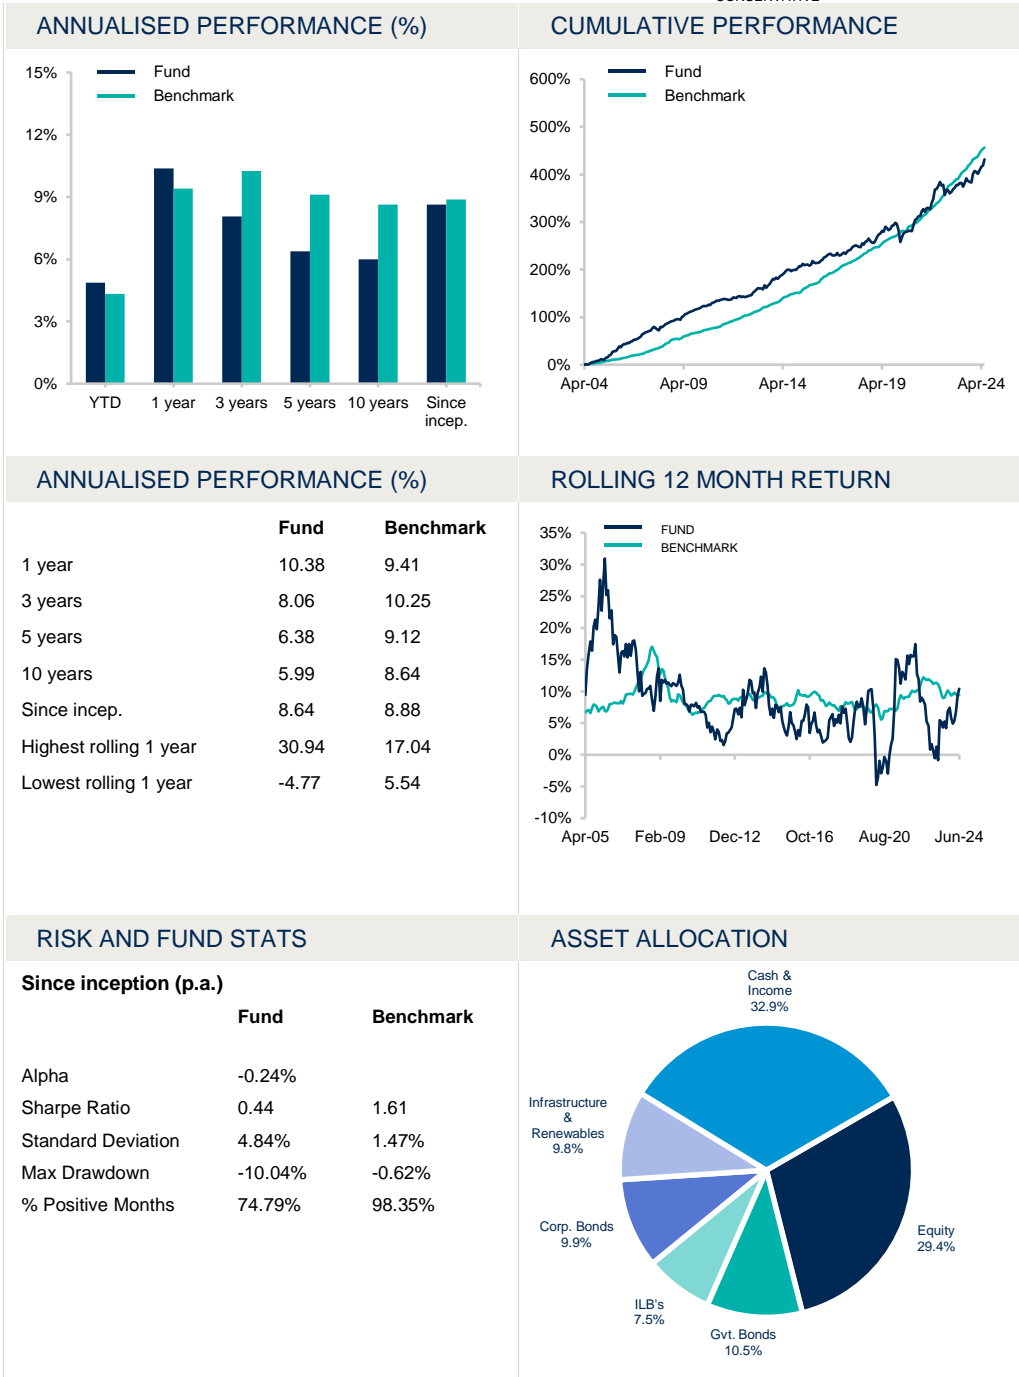 CONSERVATIVE
ANNUALISED PERFORMANCE (%)
15%
12%
9%
6%
3%
0%
Fund
Benchmark
YTD
1 year
3 years
5 years
10 years
Since
incep.
CUMULATIVE PERFORMANCE
600%
500%
400%
300%
200%
100%
0%
Fund
Benchmark
Apr-04
Apr-09
Apr-14
Apr-19
Apr-24
ANNUALISED PERFORMANCE (%)
Fund Benchmark
1 year 10.38 9.41
3 years 8.06 10.25
5 years 6.38 9.12
10 years 5.99 8.64
Since incep. 8.64 8.88
Highest rolling 1 year 30.94 17.04
Lowest rolling 1 year -4.77 5.54
ROLLING 12 MONTH RETURN
35%
30%
25%
20%
15%
10%
5%
0%
-5%
-10%
FUND
BENCHMARK
Apr-05
Feb-09
Dec-12
Oct-16
Aug-20
Jun-24
RISK AND FUND STATS
Since inception (p.a.)
Fund Benchmark
Alpha -0.24%
Sharpe Ratio 0.44 1.61
Standard Deviation 4.84% 1.47%
Max Drawdown -10.04% -0.62%
% Positive Months 74.79% 98.35%
ASSET ALLOCATION
Cash &
Income
32.9%
Infrastructure
&
Renewables
9.8%
Corp. Bonds
9.9%
Equity
29.4%
ILB's
7.5%
Gvt. Bonds
10.5%